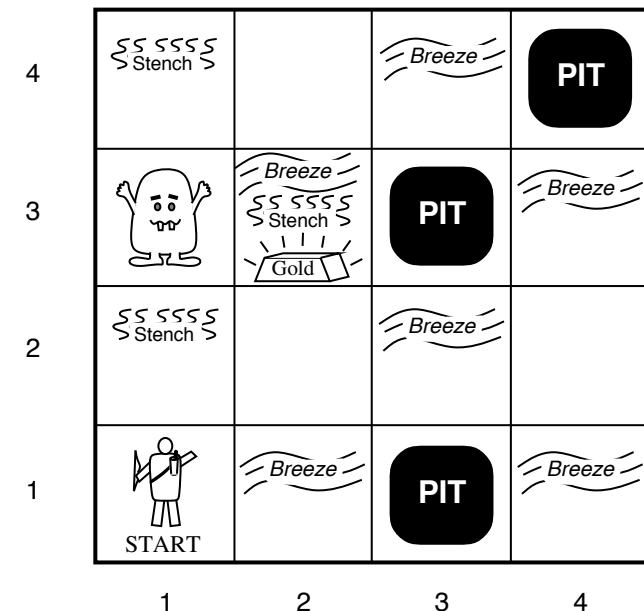 4
Stench
Breeze
PIT
3
Breeze
Stench
Gold
PIT
Breeze
2
Stench
Breeze
1
START
Breeze
PIT
Breeze
1 2 3 4